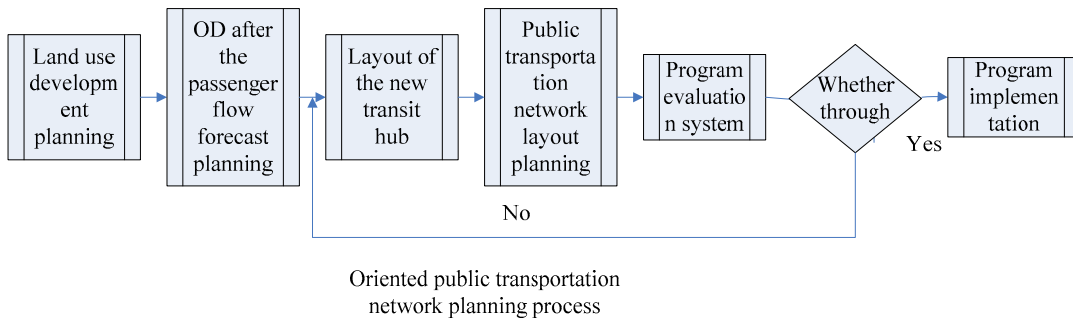 Land use
developm
ent
planning
OD after
the
passenger
flow
forecast
planning
Layout of
the new
transit
hub
Public
transporta
tion
network
layout
planning
Program
evaluatio
n system
Whether
through
Program
implemen
tation
Yes
No
Oriented public transportation
network planning process